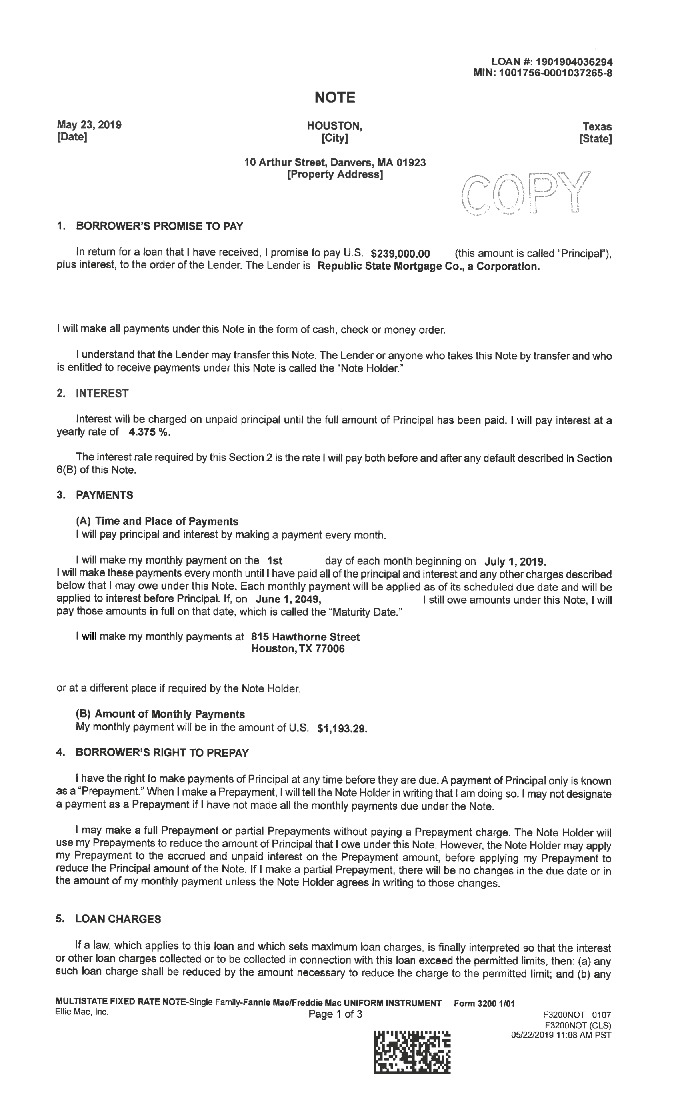 LOAN #: 1901904036294
MIN: 1001756-0001037265-8
NOTE
May 23, 2019 HOUSTON, Texas
[Date] [City] [State]
10 Arthur Street, Danvers, MA 01923
[Property Address]
COPY
1. BORROWER'S PROMISE TO PAY
In return for a loan that I have received, I promise to pay U.S. $239,000.00 (this amount is called "Principal"),
plus interest, to the order of the Lender. The Lender is Republic State Mortgage Co., a Corporation.
I will make all payments under this Note in the form of cash, check or money order.
I understand that the Lender may transfer this Note. The Lender or anyone who takes this Note by transfer and who
is entitled to receive payments under this Note is called the "Note Holder."
2. INTEREST
Interest will be charged on unpaid principal until the full amount of Principal has been paid. I will pay interest at a
yearly rate of 4.375 %.
The interest rate required by this Section 2 is the rate I will pay both before and after any default described in Section
6(B) of this Note.
3. PAYMENTS
(A) Time and Place of Payments
I will pay principal and interest by making a payment every month.
I will make my monthly payment on the 1st day of each month beginning on July 1, 2019.
I will make these payments every month until I have paid all of the principal and interest and any other charges described
below that I may owe under this Note. Each monthly payment will be applied as of its scheduled due date and will be
applied to interest before Principal. If, on June 1, 2049, I still owe amounts under this Note, I will
pay those amounts in full on that date, which is called the "Maturity Date."
I will make my monthly payments at 815 Hawthorne Street
Houston, TX 77006
or at a different place if required by the Note Holder.
(B) Amount of Monthly Payments
My monthly payment will be in the amount of U.S. $1,193.29.
4. BORROWER'S RIGHT TO PREPAY
I have the right to make payments of Principal at any time before they are due. A payment of Principal only is known
as a "Prepayment." When I make a Prepayment, I will tell the Note Holder in writing that I am doing so. I may not designate
a payment as a Prepayment if I have not made all the monthly payments due under the Note.
I may make a full Prepayment or partial Prepayments without paying a Prepayment charge. The Note Holder will
use my Prepayments to reduce the amount of Principal that I owe under this Note. However, the Note Holder may apply
my Prepayment to the accrued and unpaid interest on the Prepayment amount, before applying my Prepayment to
reduce the Principal amount of the Note. If I make a partial Prepayment, there will be no changes in the due date or in
the amount of my monthly payment unless the Note Holder agrees in writing to those changes.
5. LOAN CHARGES
If a law, which applies to this loan and which sets maximum loan charges, is finally interpreted so that the interest
or other loan charges collected or to be collected in connection with this loan exceed the permitted limits, then: (a) any
such loan charge shall be reduced by the amount necessary to reduce the charge to the permitted limit; and (b) any
MULTISTATE FIXED RATE NOTE-Single Family-Fannie Mae/Freddie Mac UNIFORM INSTRUMENT Form 3200 1/01
Ellie Mae, Inc. Page 1 of 3 F3200NOT 0107
F3200NOT (CLS)
05/22/2019 11:08 AM PST